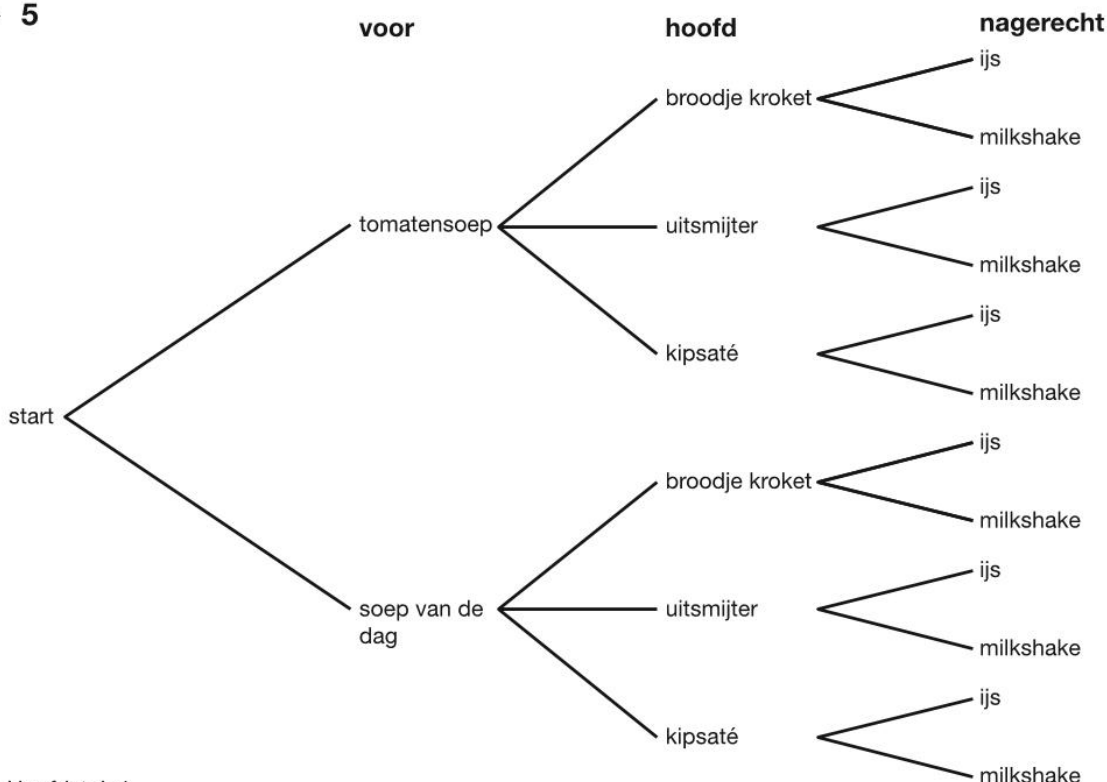 5
voor hoofd nagerecht
ijs
broodje kroket
milkshake
ijs
tomatensoep uitsmijter
milkshake
ijs
kipsaté
milkshake
start
ijs
broodje kroket
milkshake
ijs
soep van de uitsmijter
dag
milkshake
ijs
kipsaté
milkshake